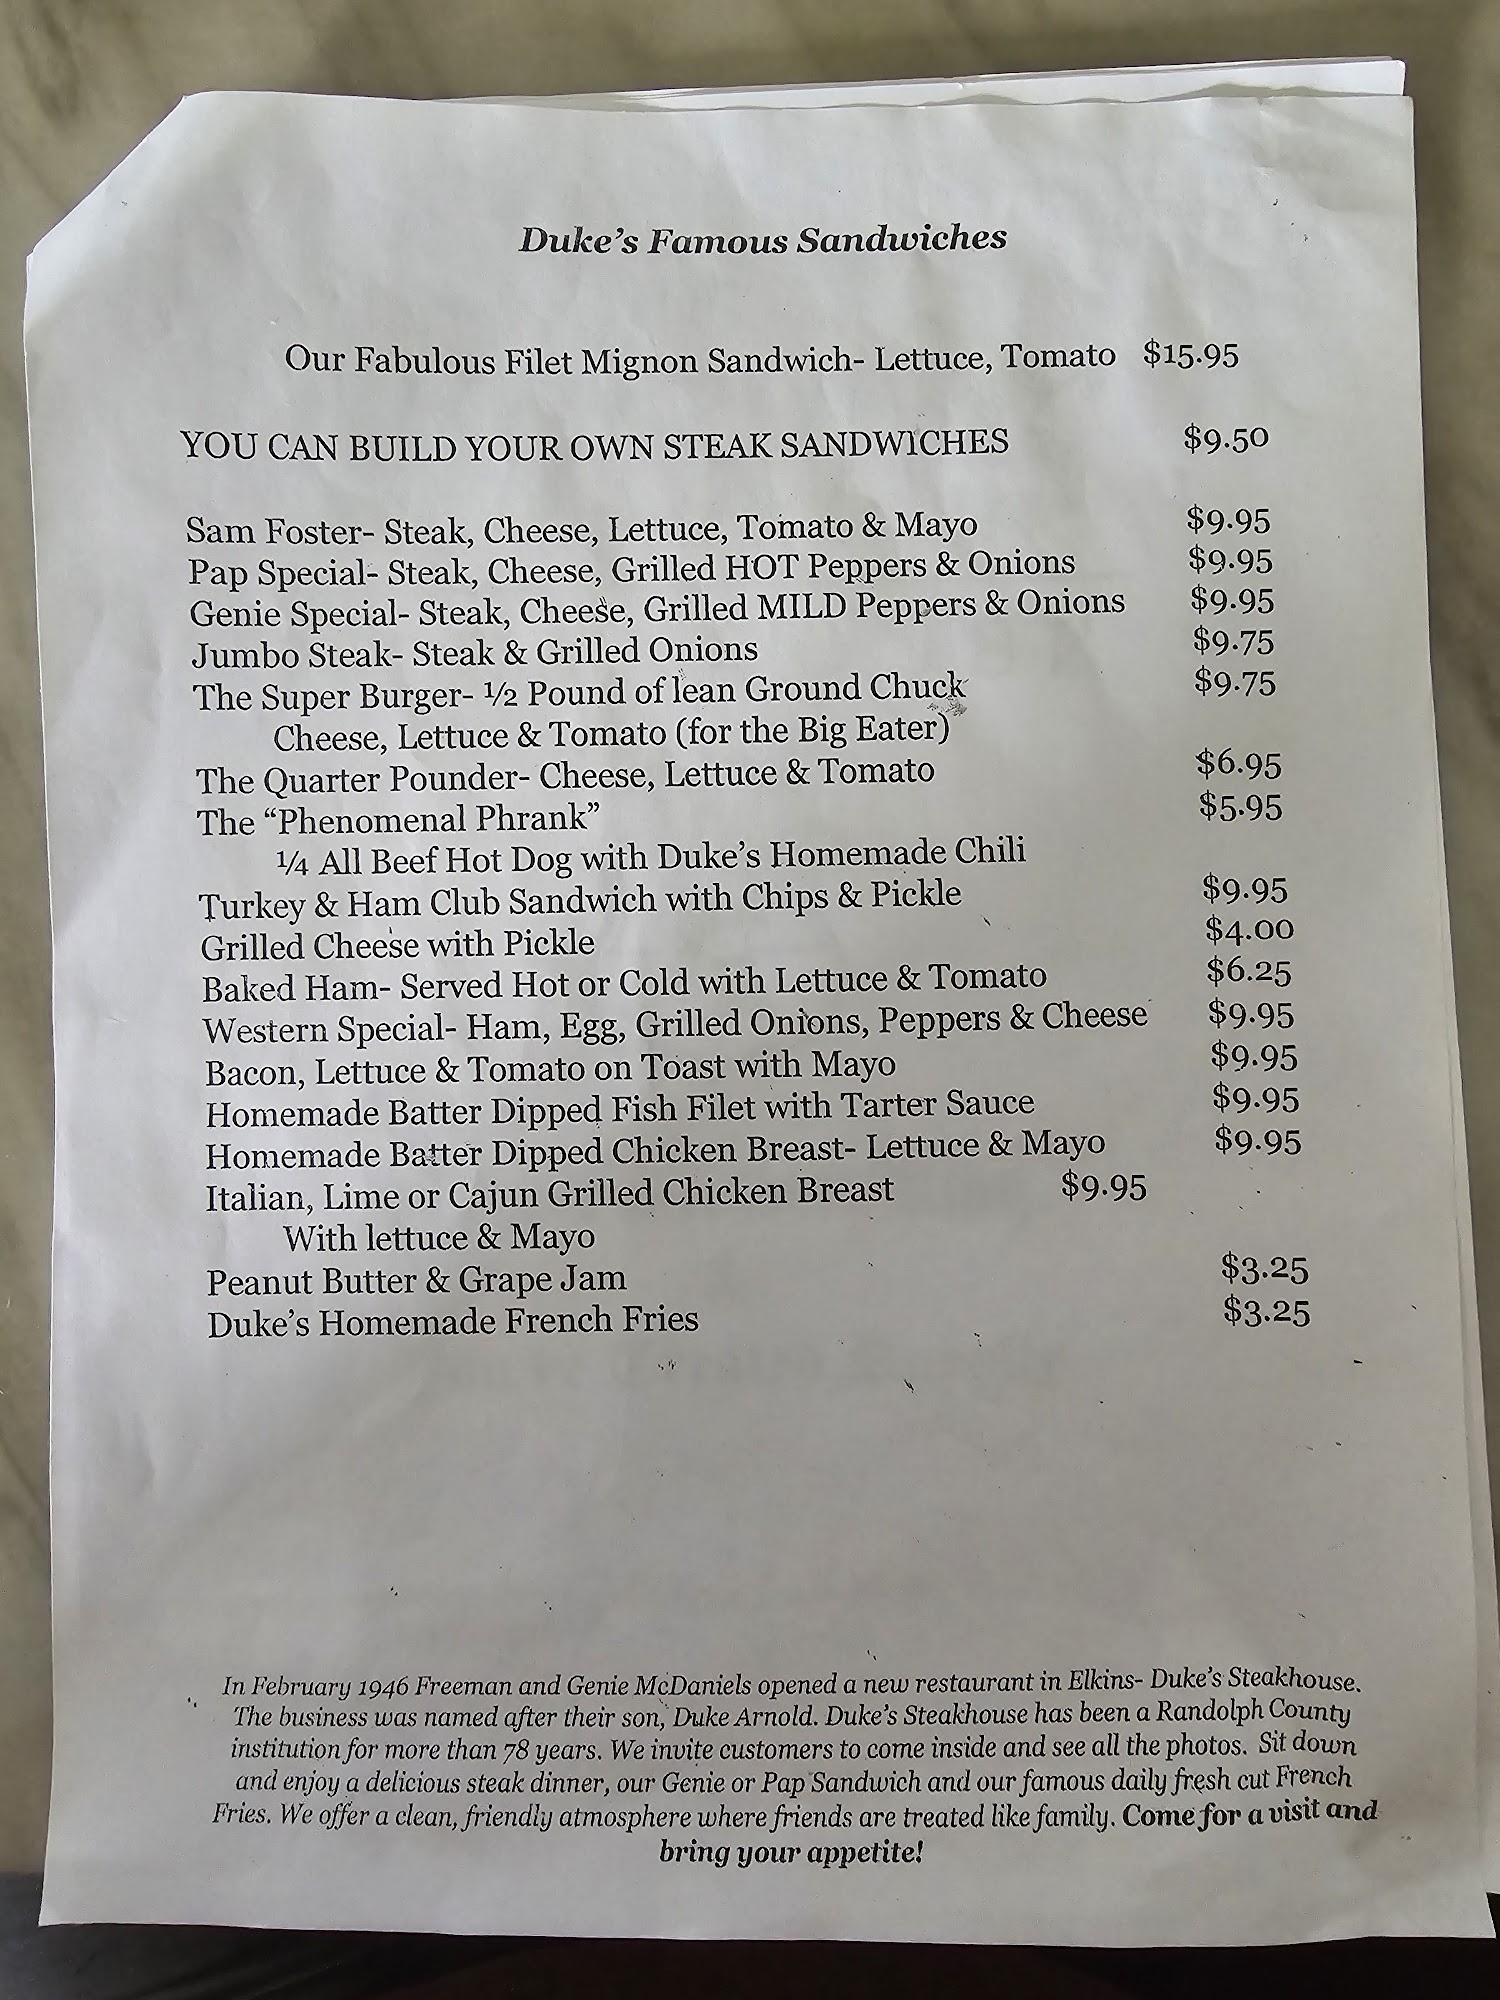 Duke's Famous Sandwiches
Our Fabulous Filet Mignon Sandwich- Lettuce, Tomato $15.95
YOU CAN BUILD YOUR OWN STEAK SANDWICHES $9.50
Sam Foster- Steak, Cheese, Lettuce, Tomato & Mayo $9.95
Pap Special- Steak, Cheese, Grilled HOT Peppers & Onions $9.95
Genie Special- Steak, Cheese, Grilled MILD Peppers & Onions $9.95
Jumbo Steak- Steak & Grilled Onions $9.75
The Super Burger- ½ Pound of lean Ground Chuck $9.75
Cheese, Lettuce & Tomato (for the Big Eater)
The Quarter Pounder- Cheese, Lettuce & Tomato $6.95
The “Phenomenal Phrank” $5.95
¼ All Beef Hot Dog with Duke's Homemade Chili
Turkey & Ham Club Sandwich with Chips & Pickle $9.95
Grilled Cheese with Pickle $4.00
Baked Ham- Served Hot or Cold with Lettuce & Tomato $6.25
Western Special- Ham, Egg, Grilled Onions, Peppers & Cheese $9.95
Bacon, Lettuce & Tomato on Toast with Mayo $9.95
Homemade Batter Dipped Fish Filet with Tarter Sauce $9.95
Homemade Batter Dipped Chicken Breast- Lettuce & Mayo $9.95
Italian, Lime or Cajun Grilled Chicken Breast $9.95
With lettuce & Mayo
Peanut Butter & Grape Jam $3.25
Duke's Homemade French Fries $3.25
In February 1946 Freeman and Genie McDaniels opened a new restaurant in Elkins- Duke's Steakhouse.
The business was named after their son, Duke Arnold. Duke's Steakhouse has been a Randolph County
institution for more than 78 years. We invite customers to come inside and see all the photos. Sit down
and enjoy a delicious steak dinner, our Genie or Pap Sandwich and our famous daily fresh cut French
Fries. We offer a clean, friendly atmosphere where friends are treated like family. Come for a visit and
bring your appetite!